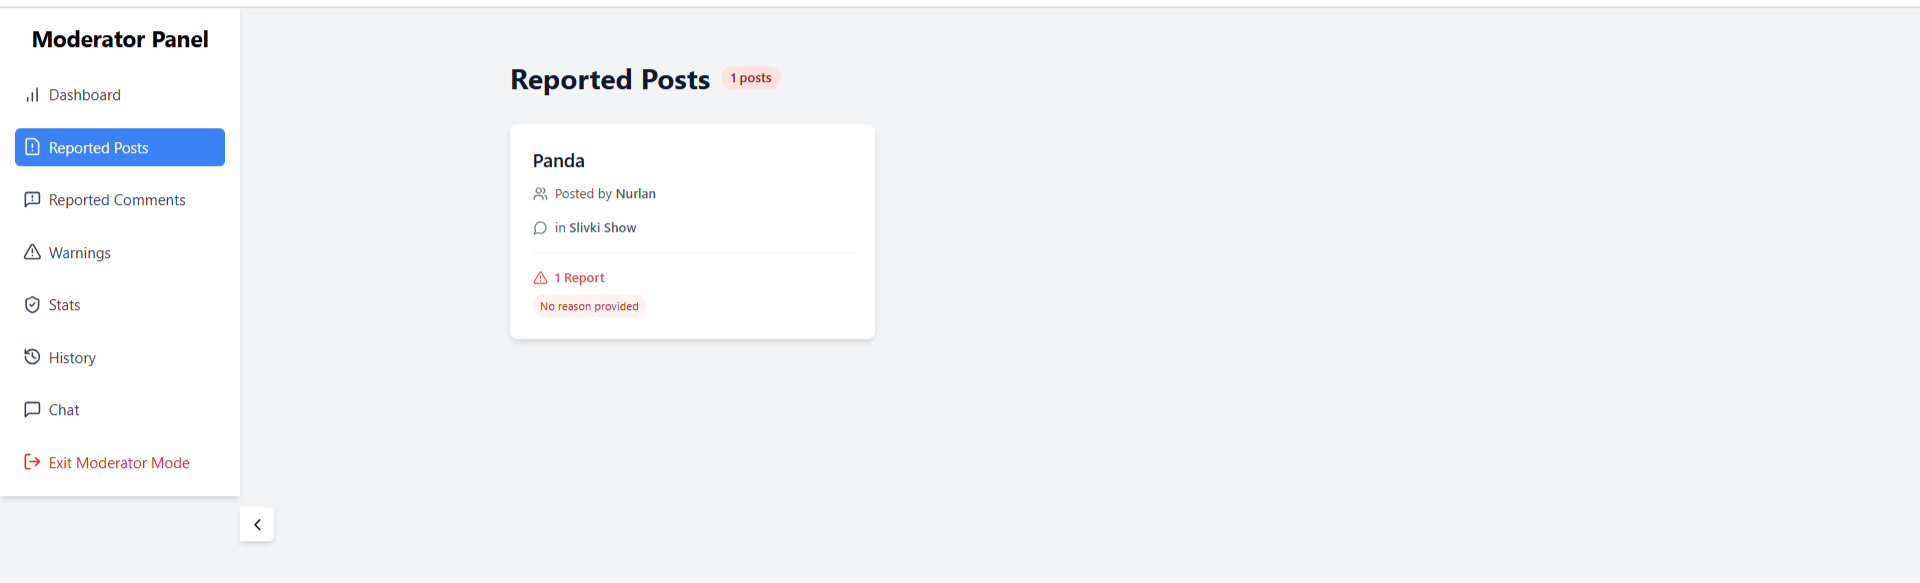 Moderator Panel
Dashboard
Reported Posts
Reported Comments
Warnings
Stats
History
Chat
Exit Moderator Mode
Reported Posts 1 posts
Panda
Posted by Nurlan
in Slivki Show
1 Report
No reason provided